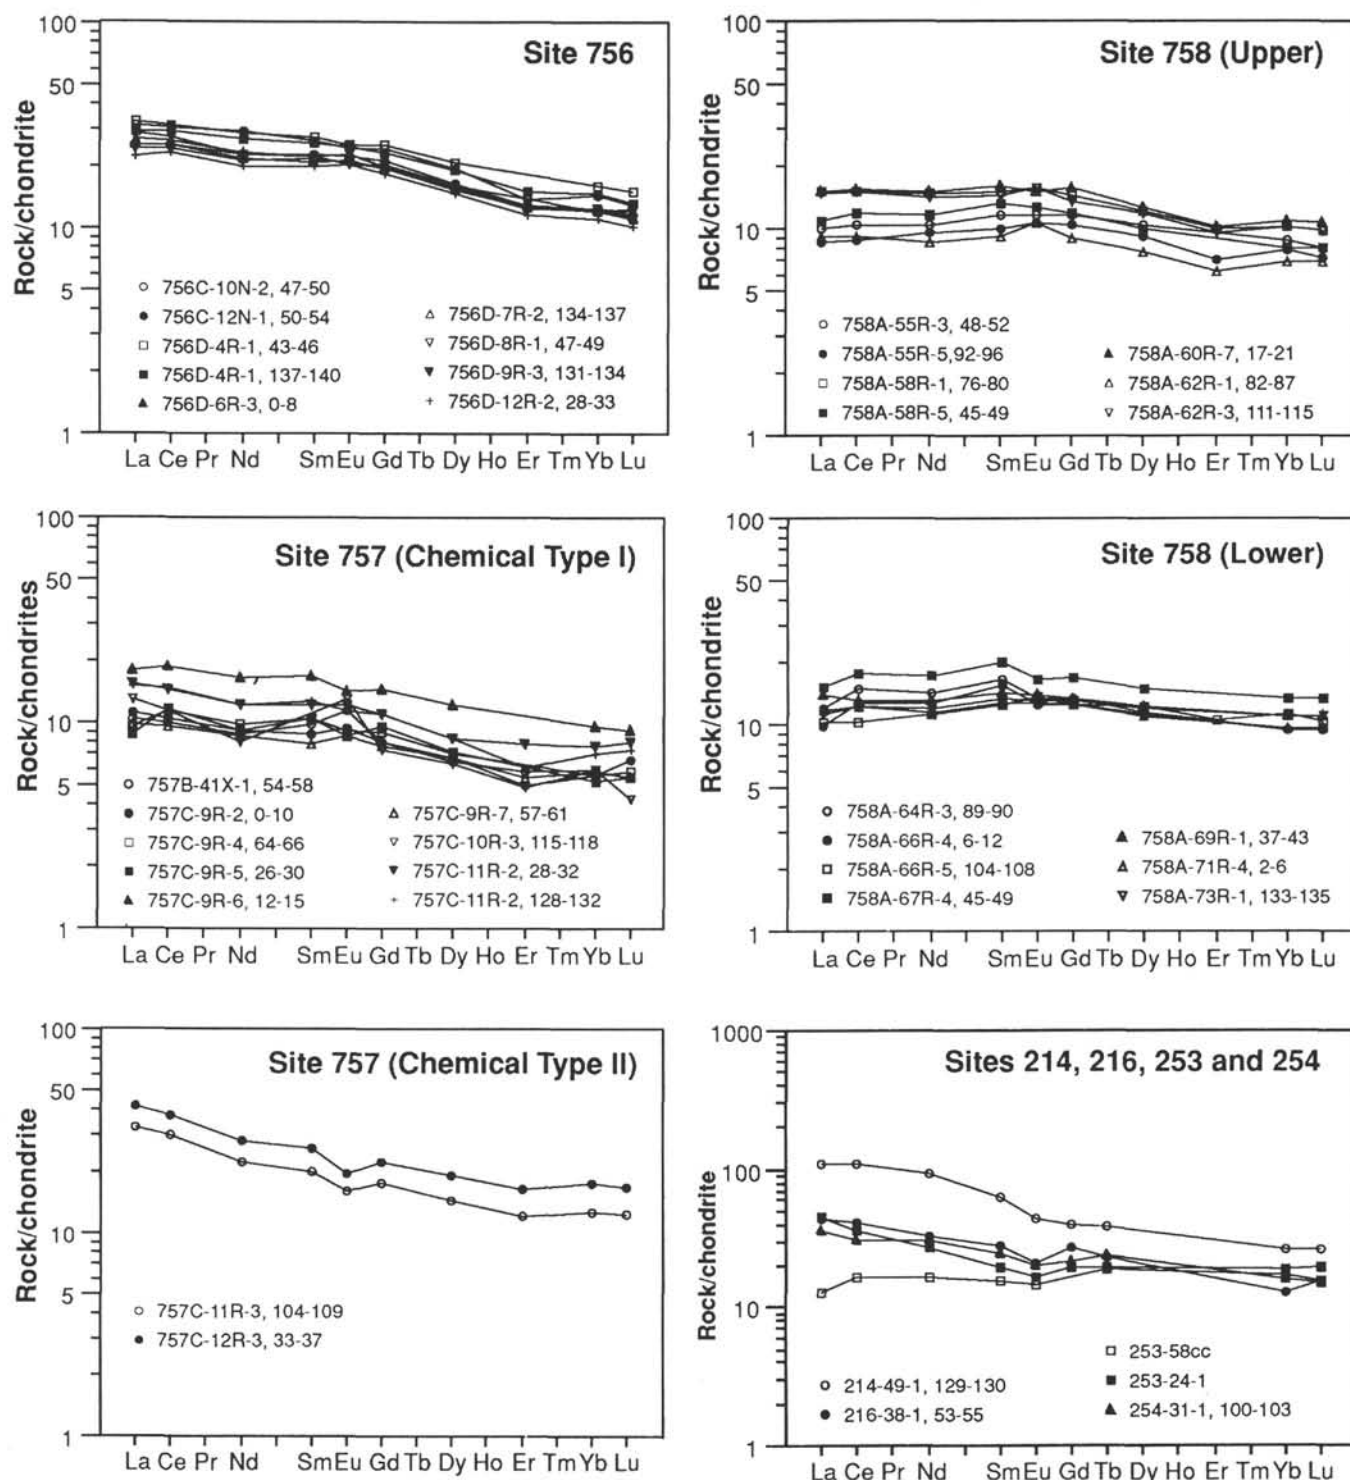 Site 756
Rock/chondrite
100
50
10
5
1
756C-10N-2, 47-50
756C-12N-1, 50-54
756D-4R-1, 43-46
756D-4R-1, 137-140
756D-6R-3, 0-8
756D-7R-2, 134-137
756D-8R-1, 47-49
756D-9R-3, 131-134
756D-12R-2, 28-33
La Ce Pr Nd Sm Eu Gd Tb Dy Ho Er Tm Yb Lu
Site 758 (Upper)
Rock/chondrite
100
50
10
5
1
758A-55R-3, 48-52
758A-55R-5,92-96
758A-58R-1, 76-80
758A-58R-5, 45-49
758A-60R-7, 17-21
758A-62R-1, 82-87
758A-62R-3, 111-115
La Ce Pr Nd Sm Eu Gd Tb Dy Ho Er Tm Yb Lu
Site 757 (Chemical Type I)
Rock/chondrites
100
50
10
5
1
757B-41X-1, 54-58
757C-9R-2, 0-10
757C-9R-4, 64-66
757C-9R-5, 26-30
757C-9R-6, 12-15
757C-9R-7, 57-61
757C-10R-3, 115-118
757C-11R-2, 28-32
757C-11R-2, 128-132
La Ce Pr Nd Sm Eu Gd Tb Dy Ho Er Tm Yb Lu
Site 758 (Lower)
Rock/chondrite
100
50
10
5
1
758A-64R-3, 89-90
758A-66R-4, 6-12
758A-66R-5, 104-108
758A-67R-4, 45-49
758A-69R-1, 37-43
758A-71R-4, 2-6
758A-73R-1, 133-135
La Ce Pr Nd Sm Eu Gd Tb Dy Ho Er Tm Yb Lu
Site 757 (Chemical Type II)
Rock/chondrite
100
50
10
5
1
757C-11R-3, 104-109
757C-12R-3, 33-37
La Ce Pr Nd Sm Eu Gd Tb Dy Ho Er Tm Yb Lu
Sites 214, 216, 253 and 254
Rock/chondrite
1000
100
10
1
214-49-1, 129-130
216-38-1, 53-55
253-58cc
253-24-1
254-31-1, 100-103
La Ce Pr Nd Sm Eu Gd Tb Dy Ho Er Tm Yb Lu